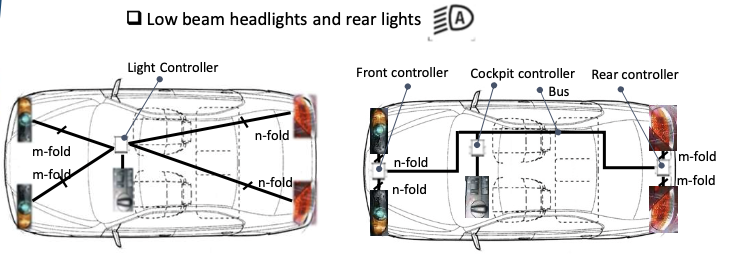 Low beam headlights and rear lights A
Light Controller
m-fold
m-fold
n-fold
n-fold
Front controller Cockpit controller Rear controller
Bus
n-fold
n-fold
m-fold
m-fold